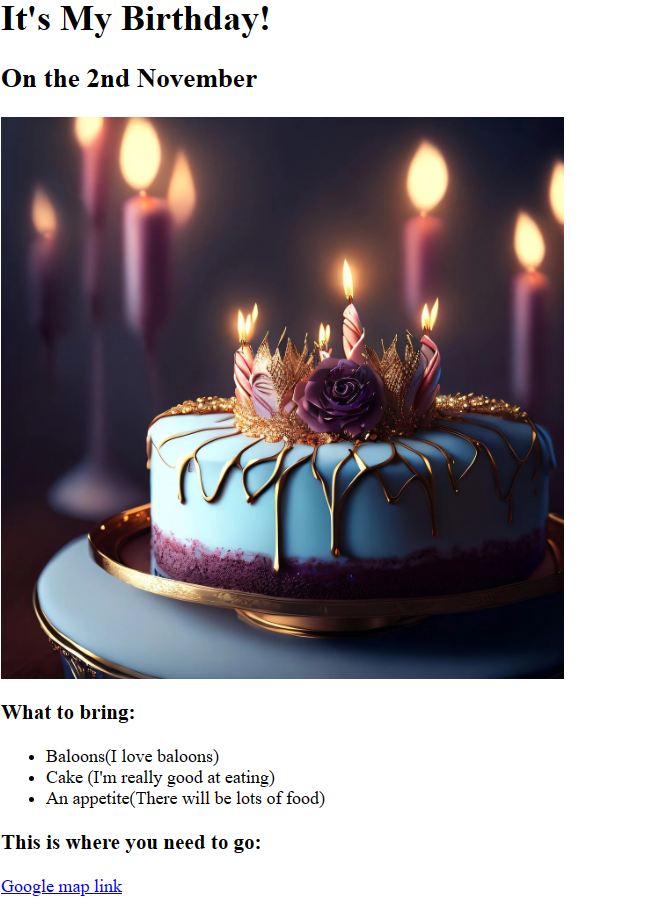 It's My Birthday!
On the 2nd November
What to bring:
Baloons(I love baloons)
Cake (I'm really good at eating)
An appetite(There will be lots of food)
This is where you need to go:
Google map link